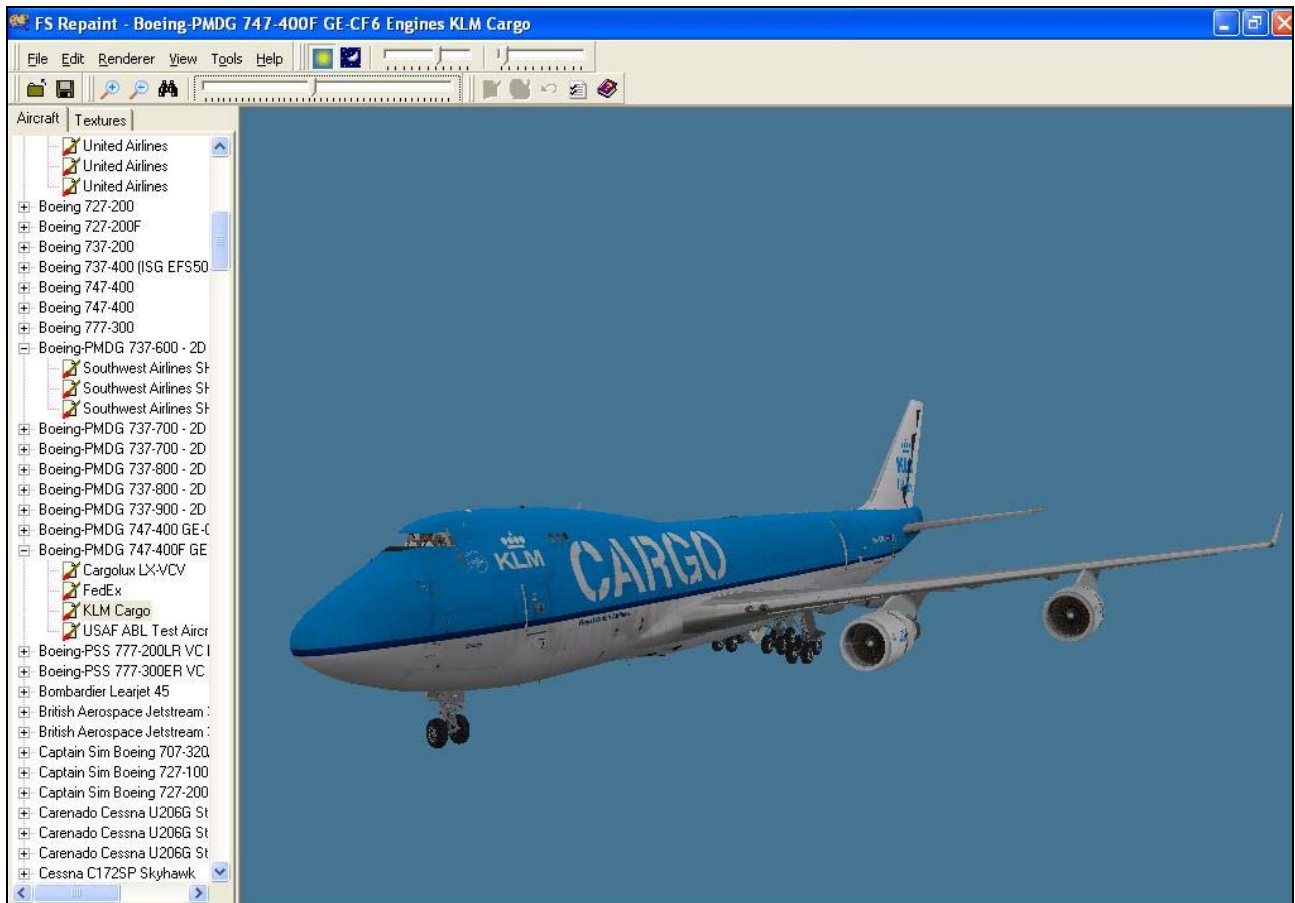 FS Repaint - Boeing-PMDG 747-400F GE-CF6 Engines KLM Cargo
File Edit Renderer View Tools Help
Aircraft Textures
United Airlines
United Airlines
United Airlines
Boeing 727-200
Boeing 727-200F
Boeing 737-200
Boeing 737-400 (ISG EFS50
Boeing 747-400
Boeing 747-400
Boeing 777-300
Boeing-PMDG 737-600 - 2D
Southwest Airlines SH
Southwest Airlines SH
Southwest Airlines SH
Boeing-PMDG 737-700 - 2D
Boeing-PMDG 737-700 - 2D
Boeing-PMDG 737-800 - 2D
Boeing-PMDG 737-800 - 2D
Boeing-PMDG 737-900 - 2D
Boeing-PMDG 747-400 GE-C
Boeing-PMDG 747-400F GE
Cargolux LX-VCV
FedEx
KLM Cargo
USAF ABL Test Aircr
Boeing-PSS 777-200LR VC
Boeing-PSS 777-300ER VC
Bombardier Learjet 45
British Aerospace Jetstream
British Aerospace Jetstream
Captain Sim Boeing 707-320
Captain Sim Boeing 727-100
Captain Sim Boeing 727-200
Carenado Cessna U206G St
Carenado Cessna U206G St
Carenado Cessna U206G St
Cessna C172SP Skyhawk
KLM CARGO
KLM